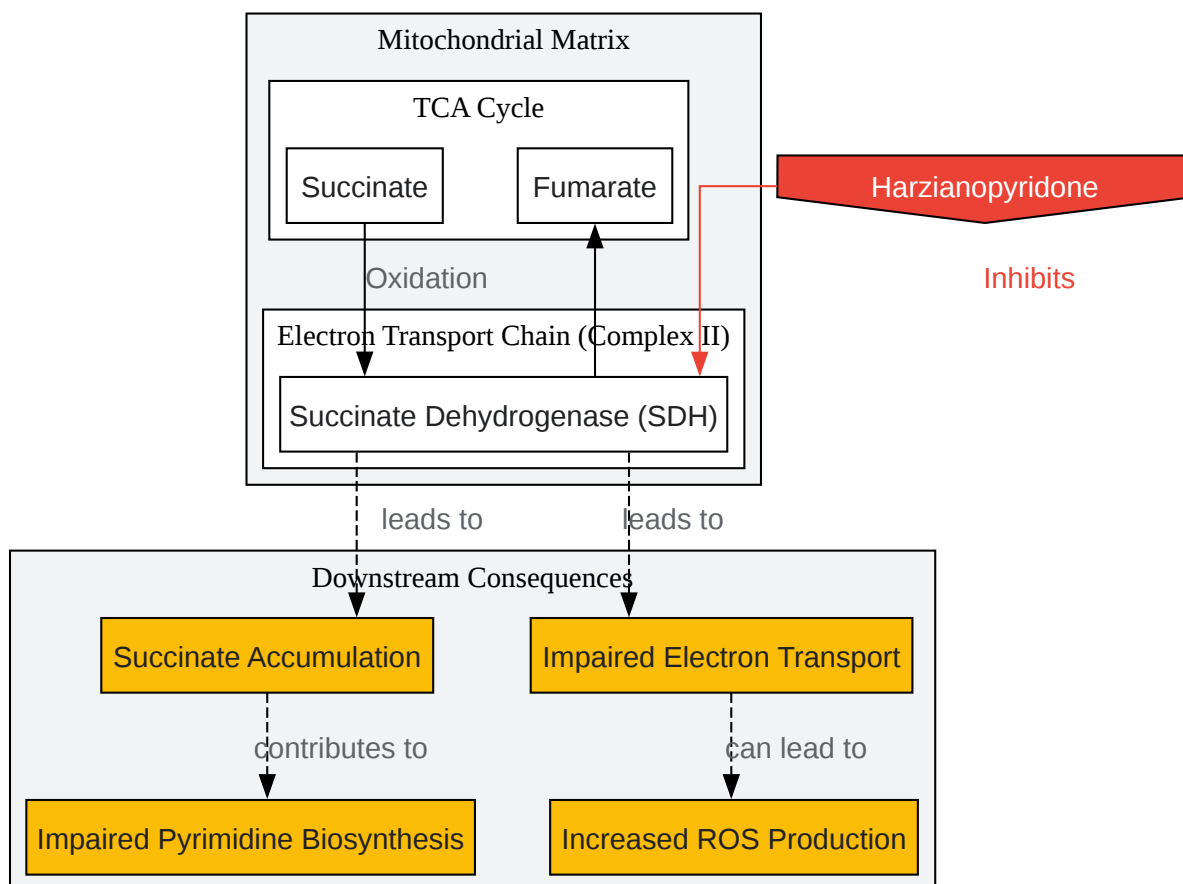 Mitochondrial Matrix
TCA Cycle
Succinate
Fumarate
Harzianopyridone
Oxidation
Inhibits
Electron Transport Chain (Complex II)
Succinate Dehydrogenase (SDH)
leads to
leads to
Downstream Consequences
Succinate Accumulation
Impaired Electron Transport
contributes to
can lead to
Impaired Pyrimidine Biosynthesis
Increased ROS Production